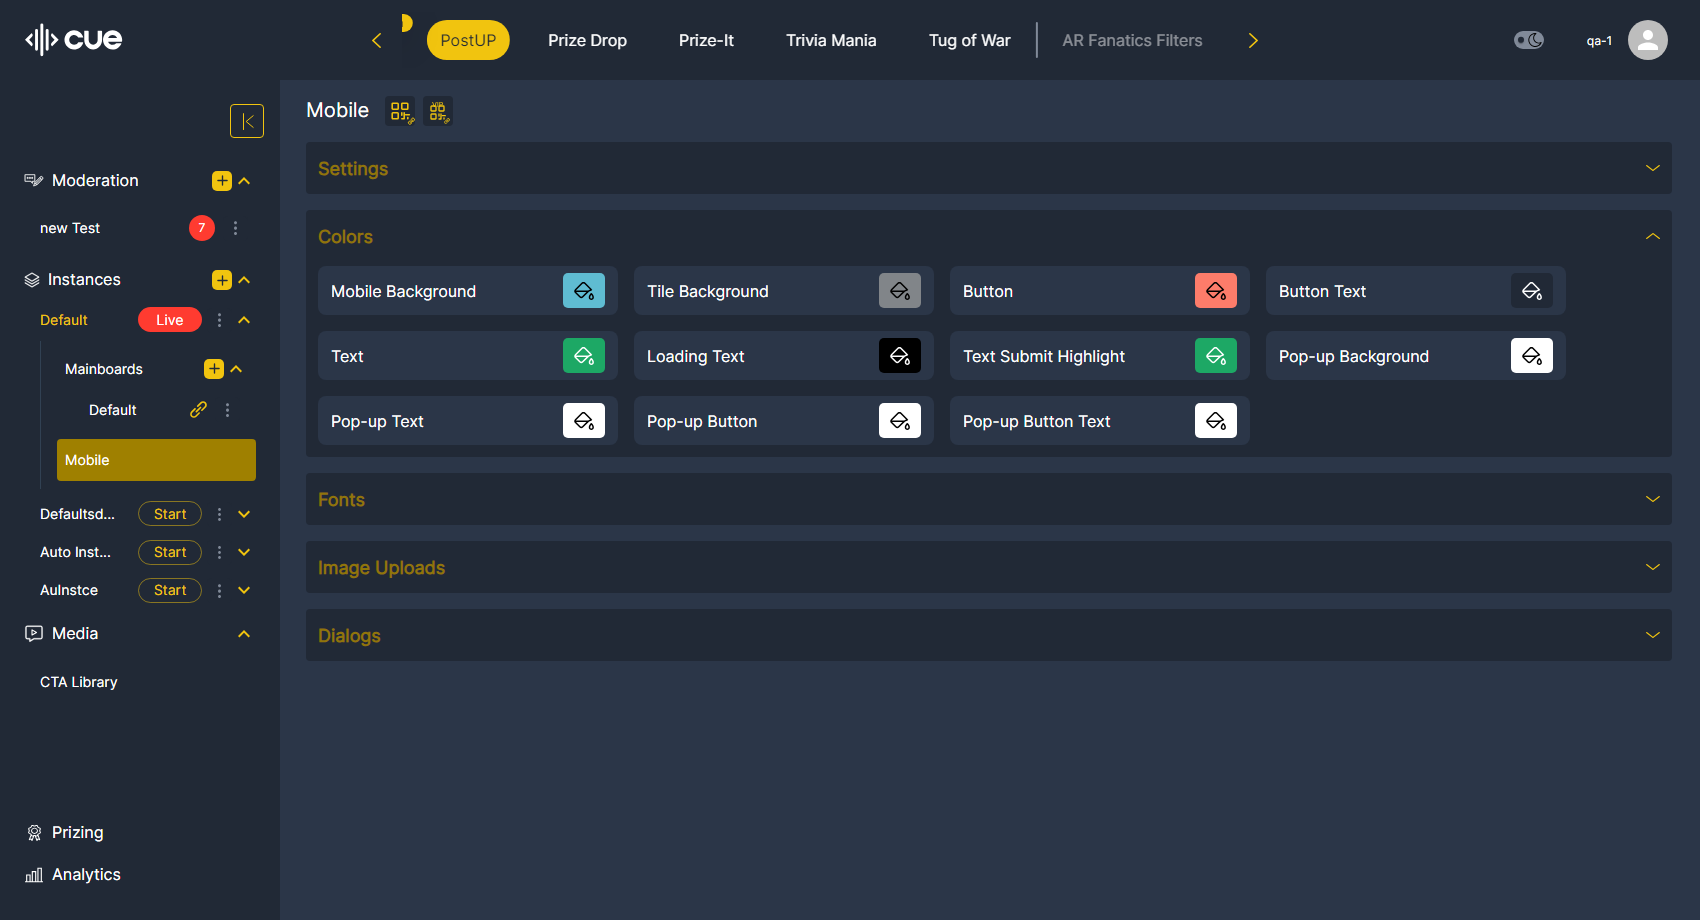 cue
PostUP
Prize Drop
Prize-It
Trivia Mania
Tug of War
AR Fanatics Filters
qa-1
Mobile
Moderation
new Test
7
Instances
Default
Live
Mainboards
Default
Mobile
Defaultsd...
Start
Auto Inst...
Start
AuInstce
Start
Media
CTA Library
Prizing
Analytics
Settings
Colors
Mobile Background
Tile Background
Button
Button Text
Text
Loading Text
Text Submit Highlight
Pop-up Background
Pop-up Text
Pop-up Button
Pop-up Button Text
Fonts
Image Uploads
Dialogs